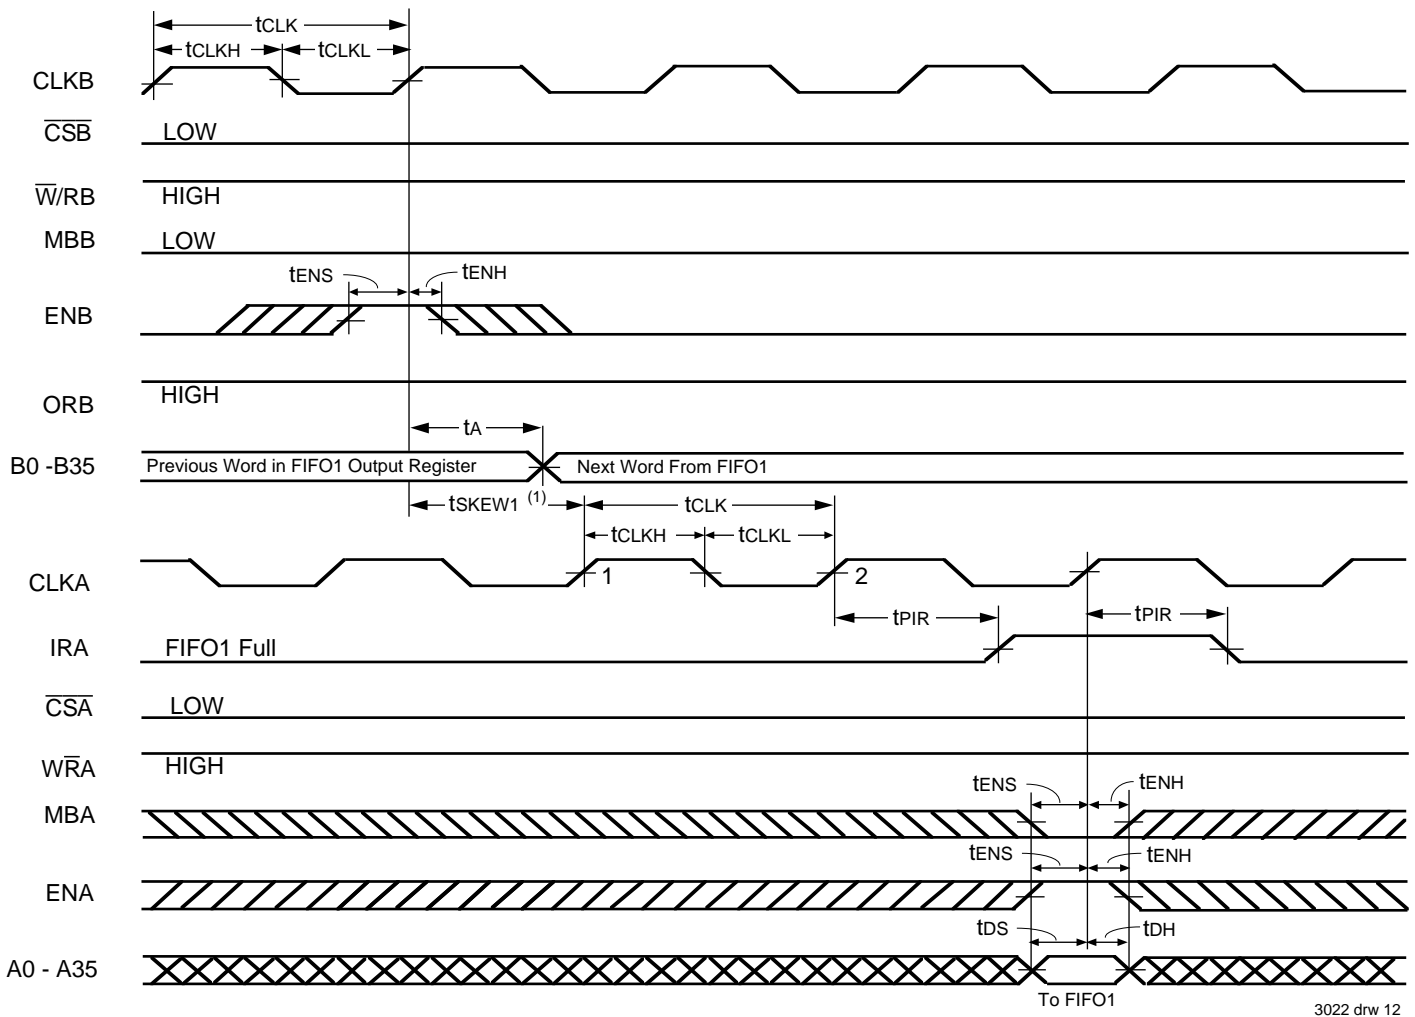 tCLK
tCLKH tCLKL
CLKB
CSB LOW
W/RB HIGH
MBB LOW
tENS tENH
ENB
ORB HIGH
tA
B0 -B35 Previous Word in FIFO1 Output Register Next Word From FIFO1
tSKEW1 (1) tCLK
tCLKH tCLKL
CLKA 1 2
tPIR tPIR
IRA FIFO1 Full
CSA LOW
WRA HIGH
tENS tENH
MBA
tENS tENH
ENA
tDS tDH
A0 - A35
To FIFO1
3022 drw 12